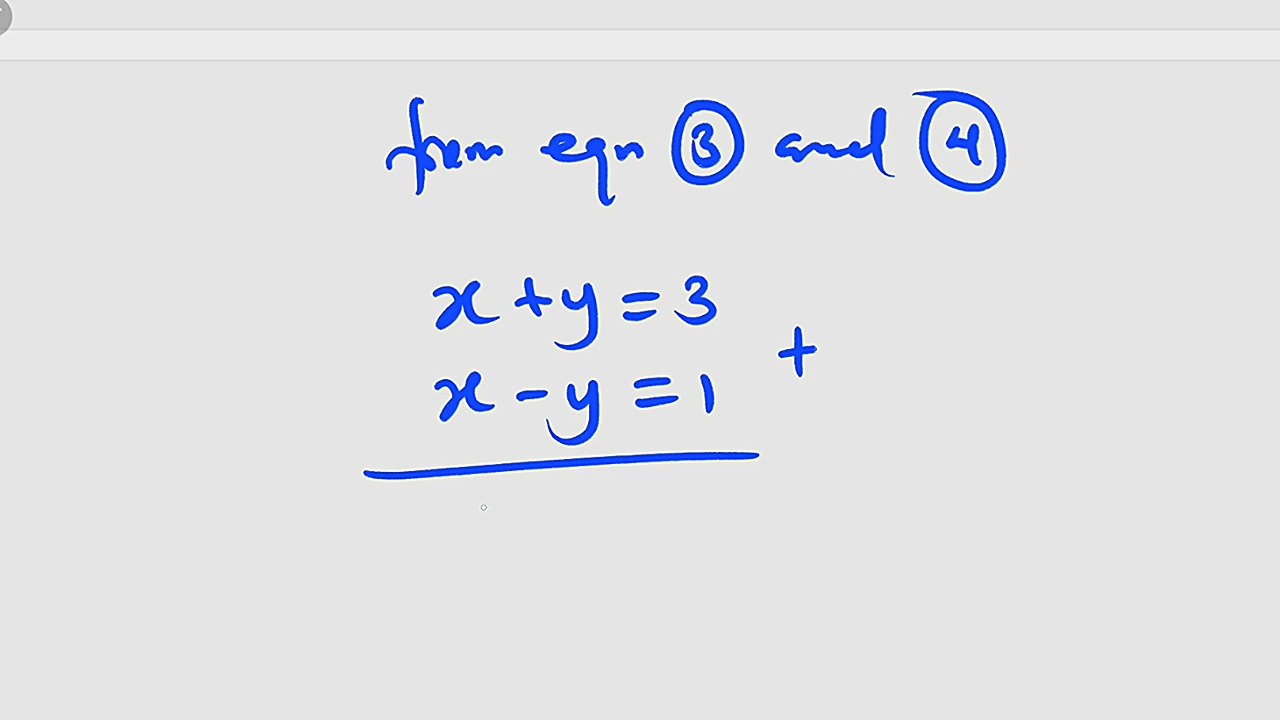 from eqn ③ and ④
x + y = 3
x - y = 1 +